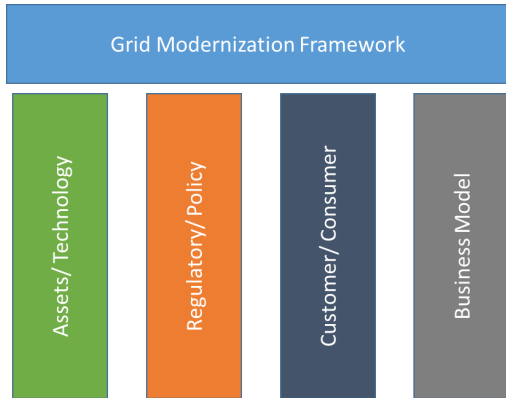 Grid Modernization Framework
Assets/ Technology
Regulatory/ Policy
Customer/ Consumer
Business Model